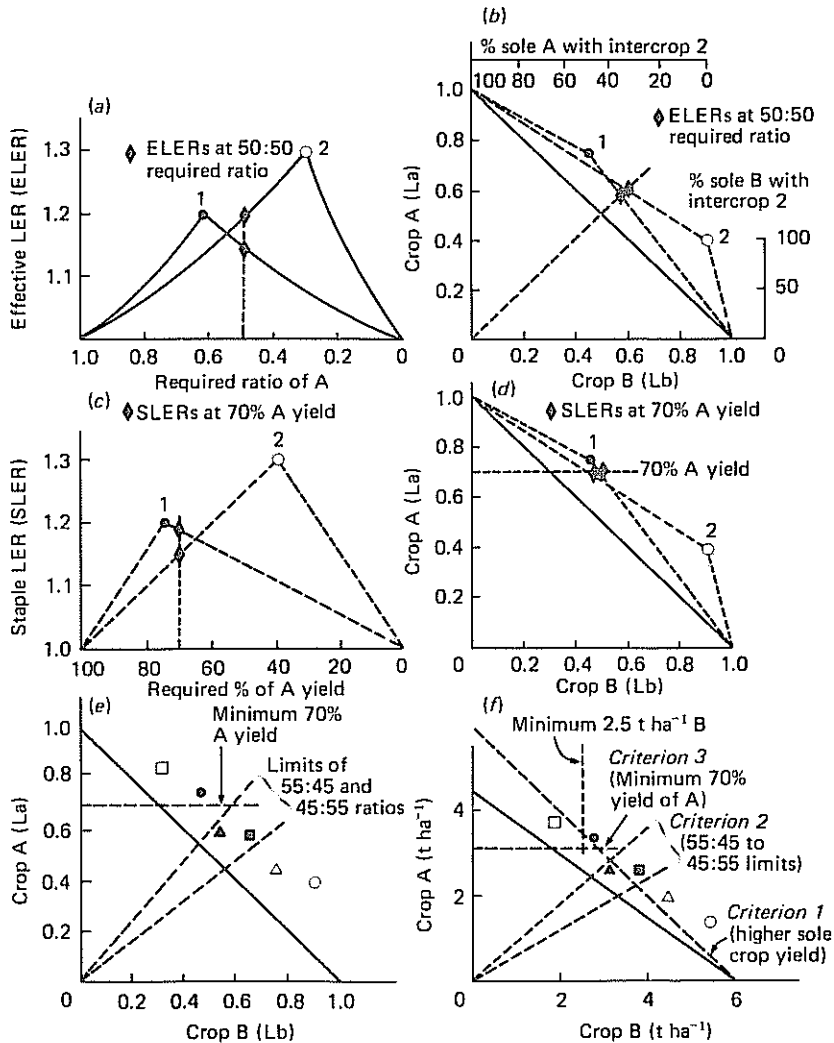 (a)
ELERs at 50:50
required ratio
1
2
1.3
1.2
1.1
Effective LER (ELER)
1.0 0.8 0.6 0.4 0.2 0
Required ratio of A
(b)
% sole A with intercrop 2
100 80 60 40 20 0
ELERs at 50:50
required ratio
1
2
% sole B with
intercrop 2
100
50
0
1.0
0.8
0.6
0.4
0.2
0
Crop A (La)
0.2 0.4 0.6 0.8 1.0
Crop B (Lb)
(c)
SLERs at 70% A yield
1
2
1.3
1.2
1.1
1.0
Staple LER (SLER)
100 80 60 40 20 0
Required % of A yield
(d)
SLERs at 70% A yield
1
70% A yield
2
1.0
0.8
0.6
0.4
0.2
0
Crop A (La)
0.2 0.4 0.6 0.8 1.0
Crop B (Lb)
(e)
Minimum 70%
A yield
Limits of
55:45 and
45:55 ratios
1.0
0.8
0.6
0.4
0.2
0
Crop A (La)
0.2 0.4 0.6 0.8 1.0
Crop B (Lb)
(f)
Minimum 2.5 t ha⁻¹ B
Criterion 3
(Minimum 70%
yield of A)
Criterion 2
(55:45 to
45:55 limits)
Criterion 1
(higher sole
crop yield)
4
2
0
Crop A (t ha⁻¹)
2 4 6
Crop B (t ha⁻¹)